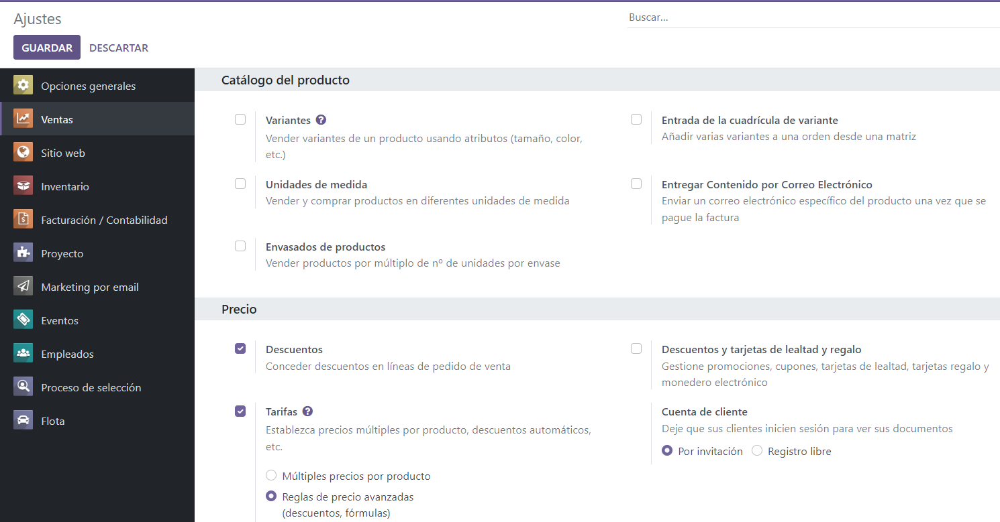 Ajustes
Buscar...
GUARDAR
DESCARTAR
Opciones generales
Ventas
Sitio web
Inventario
Facturación / Contabilidad
Proyecto
Marketing por email
Eventos
Empleados
Proceso de selección
Flota
Catálogo del producto
Variantes ?
Vender variantes de un producto usando atributos (tamaño, color,
etc.)
Entrada de la cuadrícula de variante
Añadir varias variantes a una orden desde una matriz
Unidades de medida
Vender y comprar productos en diferentes unidades de medida
Entregar Contenido por Correo Electrónico
Enviar un correo electrónico específico del producto una vez que se
pague la factura
Envasados de productos
Vender productos por múltiplo de nº de unidades por envase
Precio
Descuentos
Conceder descuentos en líneas de pedido de venta
Descuentos y tarjetas de lealtad y regalo
Gestione promociones, cupones, tarjetas de lealtad, tarjetas regalo y
monedero electrónico
Tarifas ?
Establezca precios múltiples por producto, descuentos automáticos,
etc.
Múltiples precios por producto
Reglas de precio avanzadas
(descuentos, fórmulas)
Cuenta de cliente
Deje que sus clientes inicien sesión para ver sus documentos
Por invitación
Registro libre